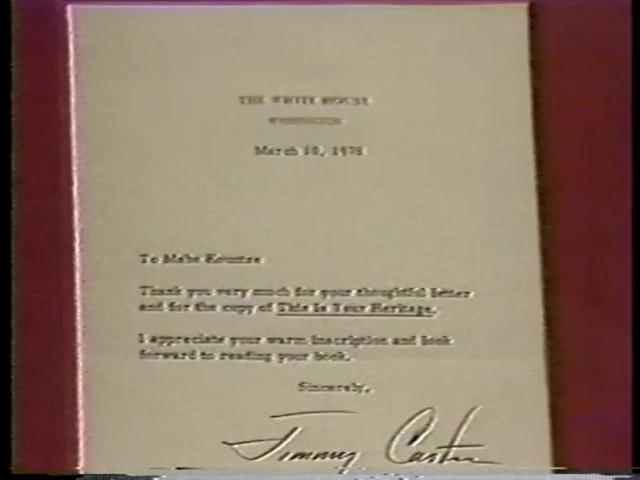 THE WHITE HOUSE
WASHINGTON
March 10, 1978
To Mabe Kountze
Thank you very much for your thoughtful letter
and for the copy of This Is Your Heritage.
I appreciate your warm inscription and look
forward to reading your book.
Sincerely,
Jimmy Carter